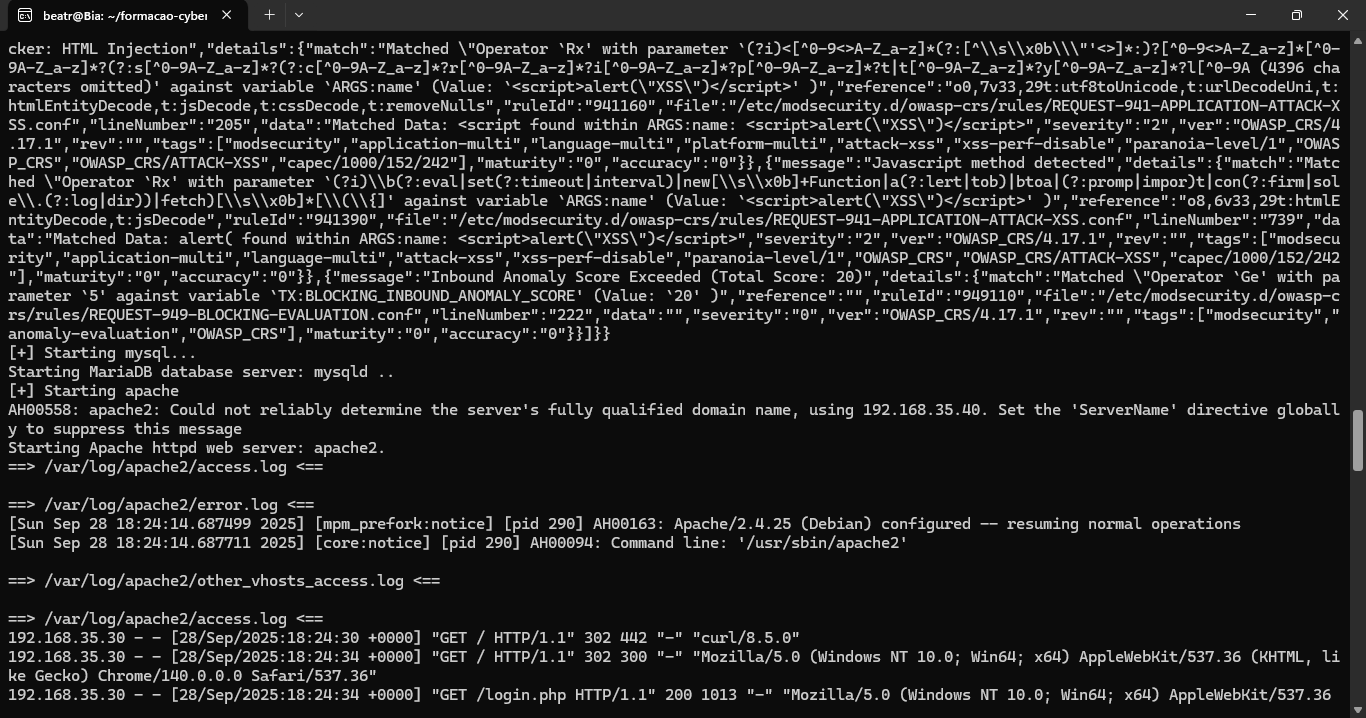 beatr@Bia: ~/formacao-cyber
cker: HTML Injection","details":{"match":"Matched \"Operator `Rx' with parameter `(?i)<[^0-9<>A-Z_a-z]*(?:[^\\s\\x0b\\\"'<>]*:)?[^0-9<>A-Z_a-z]*[^0-
9A-Z_a-z]*?(?:s[^0-9A-Z_a-z]*?(?:c[^0-9A-Z_a-z]*?r[^0-9A-Z_a-z]*?i[^0-9A-Z_a-z]*?p[^0-9A-Z_a-z]*?t|t[^0-9A-Z_a-z]*?y[^0-9A-Z_a-z]*?l[^0-9A (4396 cha
racters omitted)' against variable `ARGS:name' (Value: `<script>alert(\"XSS\")</script>' )","reference":"o0,7v33,29t:utf8toUnicode,t:urlDecodeUni,t:
htmlEntityDecode,t:jsDecode,t:cssDecode,t:removeNulls","ruleId":"941160","file":"/etc/modsecurity.d/owasp-crs/rules/REQUEST-941-APPLICATION-ATTACK-X
SS.conf","lineNumber":"205","data":"Matched Data: <script found within ARGS:name: <script>alert(\"XSS\")</script>","severity":"2","ver":"OWASP_CRS/4
.17.1","rev":"","tags":["modsecurity","application-multi","language-multi","platform-multi","attack-xss","xss-perf-disable","paranoia-level/1","OWAS
P_CRS","OWASP_CRS/ATTACK-XSS","capec/1000/152/242"],"maturity":"0","accuracy":"0"}},{"message":"Javascript method detected","details":{"match":"Matc
hed \"Operator `Rx' with parameter `(?i)\\b(?:eval|set(?:timeout|interval)|new[\\s\\x0b]+Function|a(?:lert|tob)|btoa|(?:promp|impor)t|con(?:firm|sol
e\\.(?:log|dir))|fetch)[\\s\\x0b]*[\\(\\{]' against variable `ARGS:name' (Value: `<script>alert(\"XSS\")</script>' )","reference":"o8,6v33,29t:htmlE
ntityDecode,t:jsDecode","ruleId":"941390","file":"/etc/modsecurity.d/owasp-crs/rules/REQUEST-941-APPLICATION-ATTACK-XSS.conf","lineNumber":"739","da
ta":"Matched Data: alert( found within ARGS:name: <script>alert(\"XSS\")</script>","severity":"2","ver":"OWASP_CRS/4.17.1","rev":"","tags":["modsecu
rity","application-multi","language-multi","attack-xss","xss-perf-disable","paranoia-level/1","OWASP_CRS","OWASP_CRS/ATTACK-XSS","capec/1000/152/242
"],"maturity":"0","accuracy":"0"}},{"message":"Inbound Anomaly Score Exceeded (Total Score: 20)","details":{"match":"Matched \"Operator `Ge' with pa
rameter `5' against variable `TX:BLOCKING_INBOUND_ANOMALY_SCORE' (Value: `20' )","reference":"","ruleId":"949110","file":"/etc/modsecurity.d/owasp-c
rs/rules/REQUEST-949-BLOCKING-EVALUATION.conf","lineNumber":"222","data":"","severity":"0","ver":"OWASP_CRS/4.17.1","rev":"","tags":["modsecurity","
anomaly-evaluation","OWASP_CRS"],"maturity":"0","accuracy":"0"}}]}}
[+] Starting mysql...
Starting MariaDB database server: mysqld ..
[+] Starting apache
AH00558: apache2: Could not reliably determine the server's fully qualified domain name, using 192.168.35.40. Set the 'ServerName' directive globall
y to suppress this message
Starting Apache httpd web server: apache2.
==> /var/log/apache2/access.log <==
==> /var/log/apache2/error.log <==
[Sun Sep 28 18:24:14.687499 2025] [mpm_prefork:notice] [pid 290] AH00163: Apache/2.4.25 (Debian) configured -- resuming normal operations
[Sun Sep 28 18:24:14.687711 2025] [core:notice] [pid 290] AH00094: Command line: '/usr/sbin/apache2'
==> /var/log/apache2/other_vhosts_access.log <==
==> /var/log/apache2/access.log <==
192.168.35.30 - - [28/Sep/2025:18:24:30 +0000] "GET / HTTP/1.1" 302 442 "-" "curl/8.5.0"
192.168.35.30 - - [28/Sep/2025:18:24:34 +0000] "GET / HTTP/1.1" 302 300 "-" "Mozilla/5.0 (Windows NT 10.0; Win64; x64) AppleWebKit/537.36 (KHTML, li
ke Gecko) Chrome/140.0.0.0 Safari/537.36"
192.168.35.30 - - [28/Sep/2025:18:24:34 +0000] "GET /login.php HTTP/1.1" 200 1013 "-" "Mozilla/5.0 (Windows NT 10.0; Win64; x64) AppleWebKit/537.36